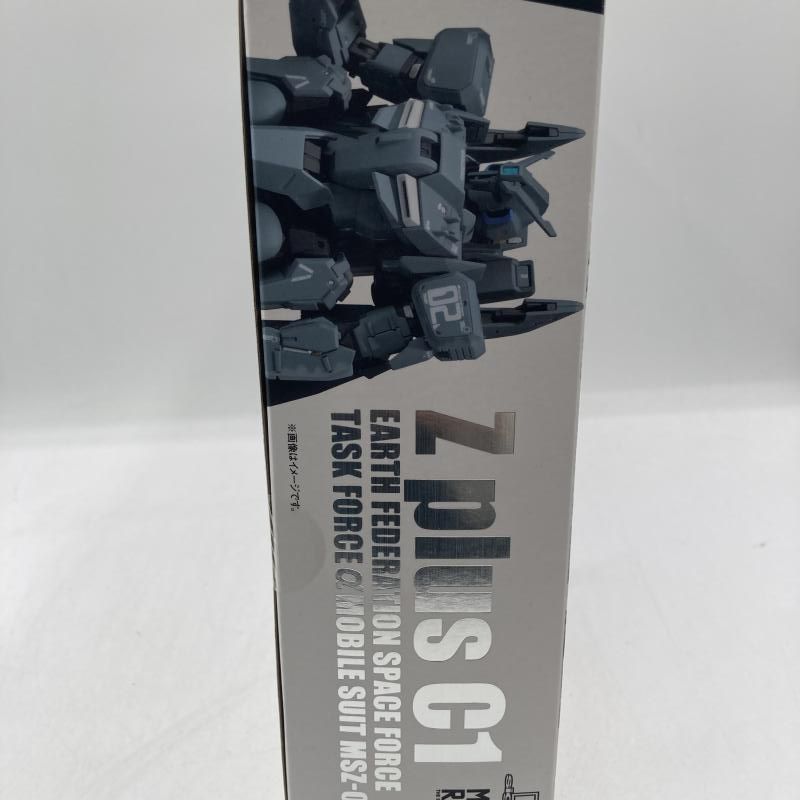 02
Z plus C1
EARTH FEDERATION SPACE FORCE
TASK FORCE α MOBILE SUIT MSZ-0
※画像はイメージです。